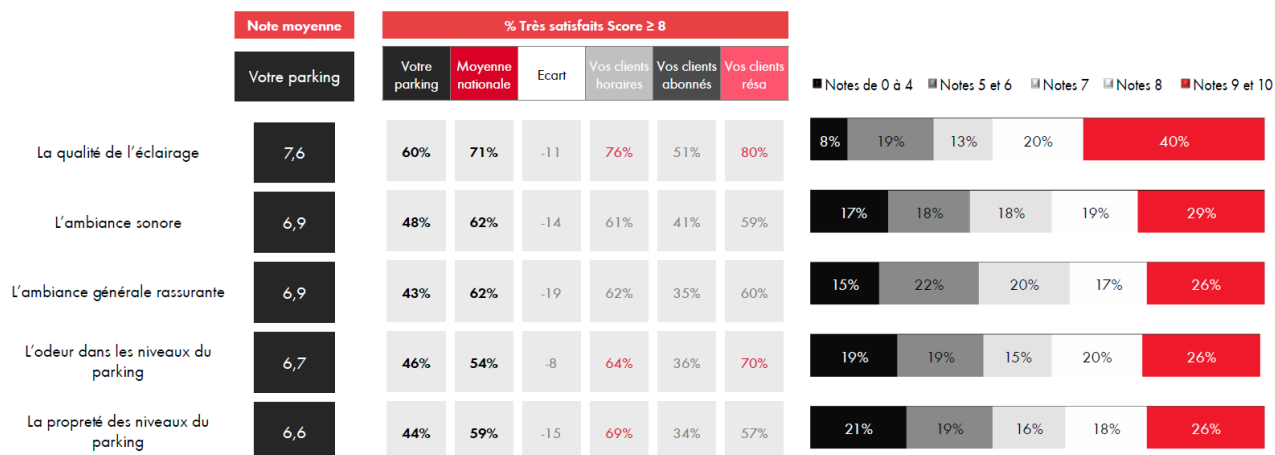 Note moyenne
% Très satisfaits Score ≥ 8
Votre parking
Votre parking
Moyenne nationale
Ecart
Vos clients horaires
Vos clients abonnés
Vos clients résa
Notes de 0 à 4
Notes 5 et 6
Notes 7
Notes 8
Notes 9 et 10
La qualité de l'éclairage
7,6
60% 71% -11 76% 51% 80%
8% 19% 13% 20% 40%
L'ambiance sonore
6,9
48% 62% -14 61% 41% 59%
17% 18% 18% 19% 29%
L'ambiance générale rassurante
6,9
43% 62% -19 62% 35% 60%
15% 22% 20% 17% 26%
L'odeur dans les niveaux du
parking
6,7
46% 54% -8 64% 36% 70%
19% 19% 15% 20% 26%
La propreté des niveaux du
parking
6,6
44% 59% -15 69% 34% 57%
21% 19% 16% 18% 26%